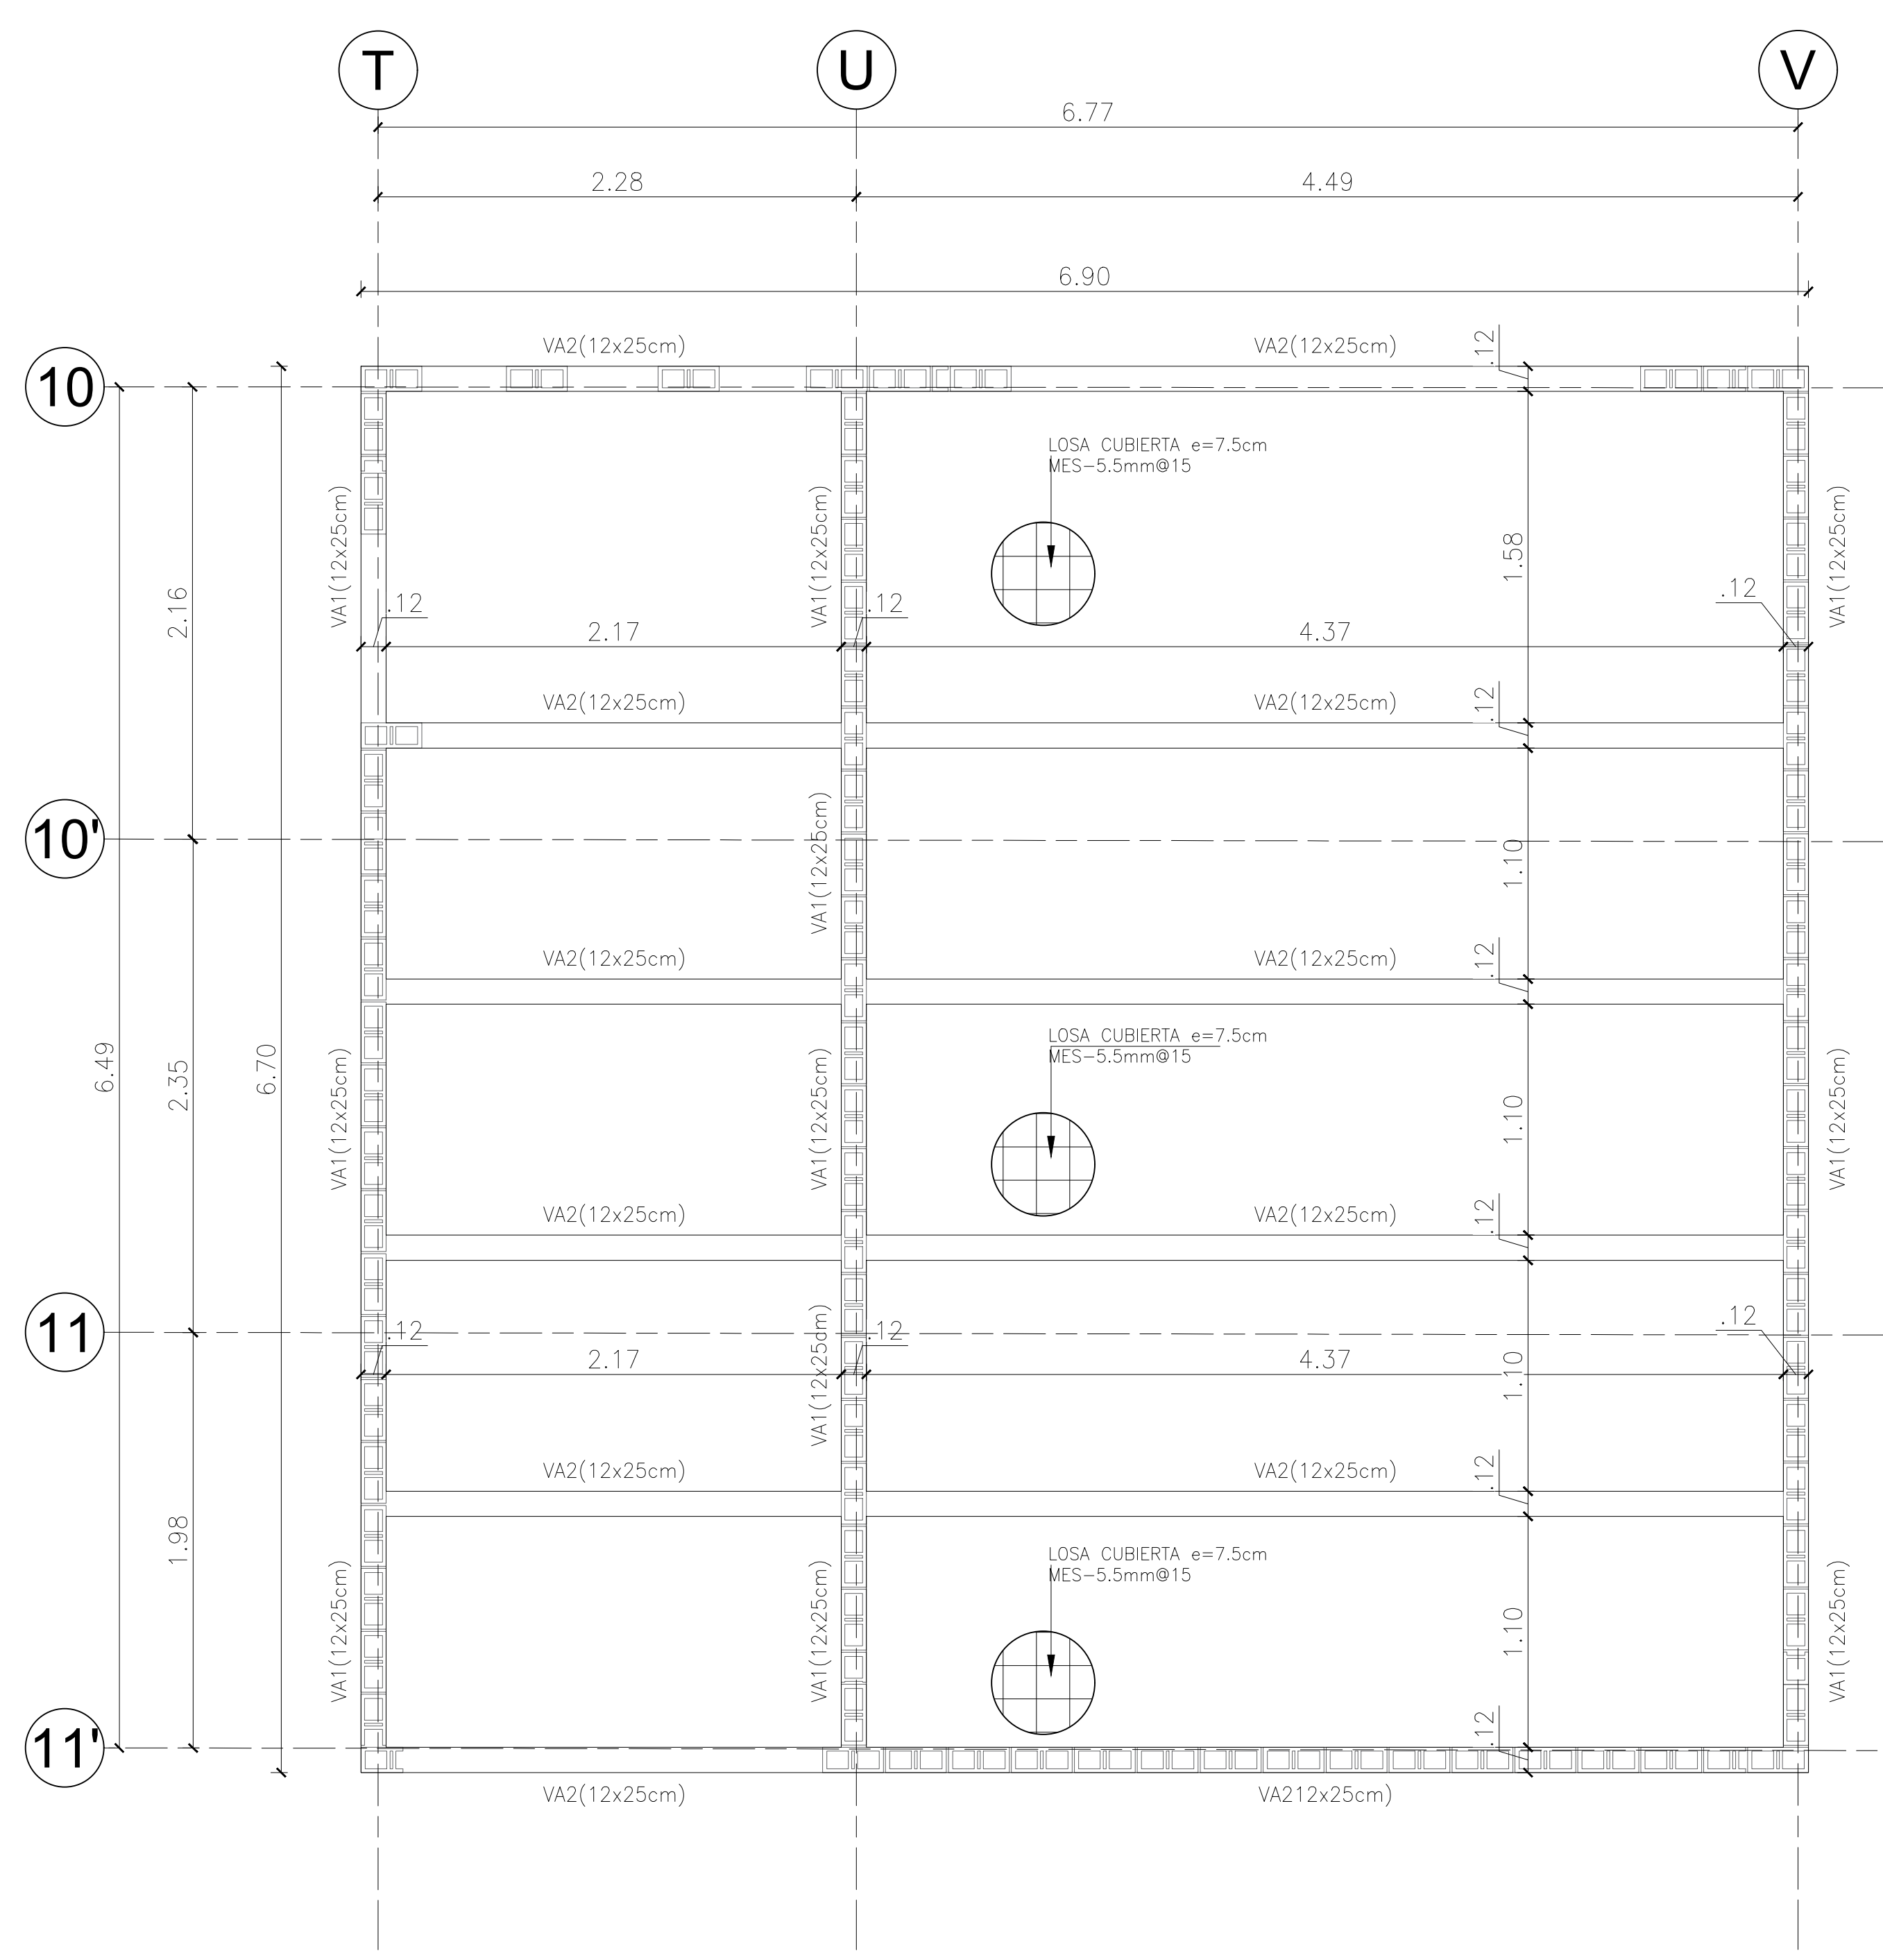 T
U
V
6.77
2.28
4.49
6.90
VA2(12x25cm)
VA2(12x25cm)
.12
10
LOSA CUBIERTA e=7.5cm
MES-5.5mm@15
VA1(12x25cm)
VA1(12x25cm)
VA1(12x25cm)
1.58
2.16
.12
.12
.12
2.17
4.37
VA2(12x25cm)
VA2(12x25cm)
.12
10'
VA1(12x25cm)
1.10
VA2(12x25cm)
VA2(12x25cm)
.12
LOSA CUBIERTA e=7.5cm
MES-5.5mm@15
6.49
2.35
6.70
VA1(12x25cm)
VA1(12x25cm)
VA1(12x25cm)
1.10
VA2(12x25cm)
VA2(12x25cm)
.12
11
.12
.12
.12
2.17
4.37
VA1(12x25cm)
1.10
VA2(12x25cm)
VA2(12x25cm)
.12
1.98
LOSA CUBIERTA e=7.5cm
MES-5.5mm@15
VA1(12x25cm)
VA1(12x25cm)
VA1(12x25cm)
1.10
.12
11'
VA2(12x25cm)
VA212x25cm)